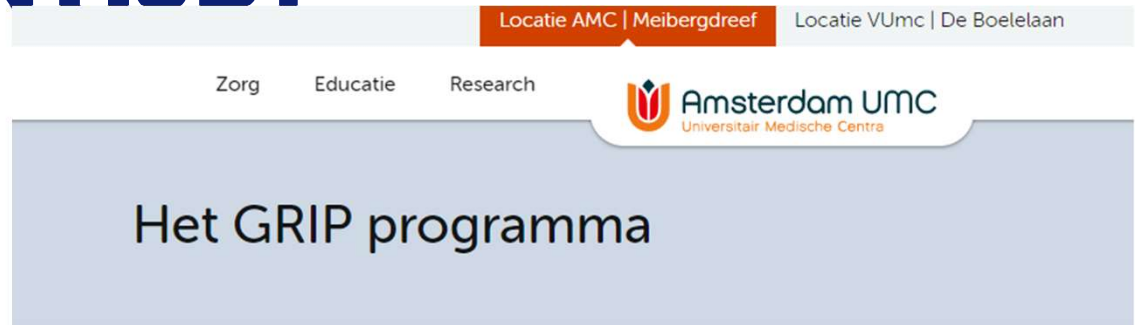 Locatie AMC | Meibergdreef Locatie VUmc | De Boelelaan
Zorg Educatie Research
Amsterdam UMC
Universitair Medische Centra
Het GRIP programma